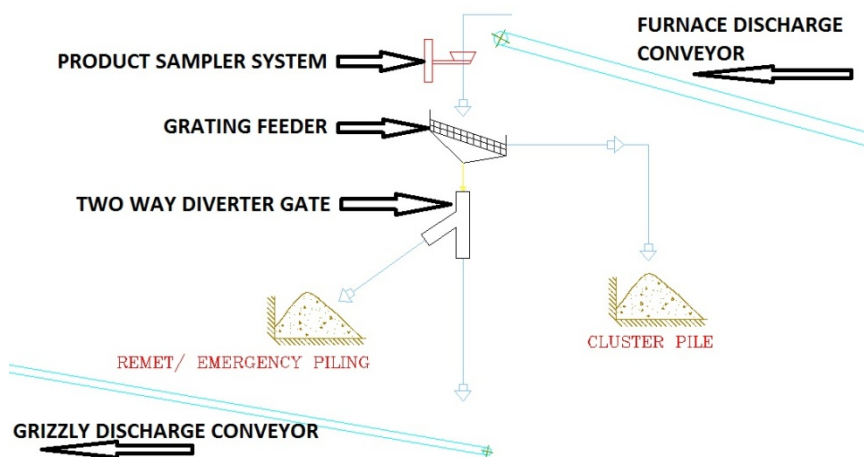 FURNACE DISCHARGE
CONVEYOR
PRODUCT SAMPLER SYSTEM
GRATING FEEDER
TWO WAY DIVERTER GATE
REMET/ EMERGENCY PILING
CLUSTER PILE
GRIZZLY DISCHARGE CONVEYOR